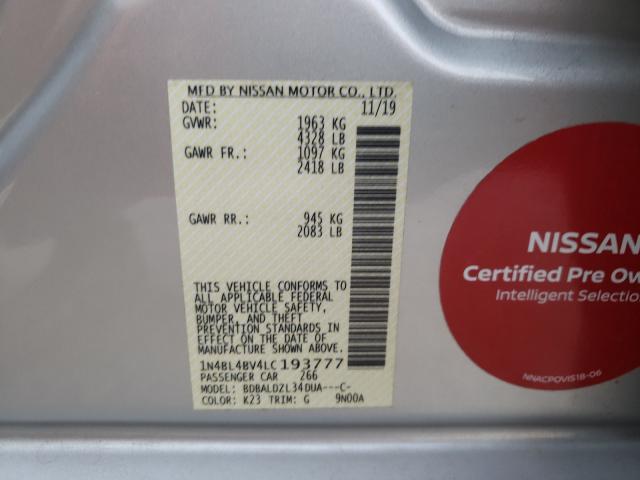 MFD BY NISSAN MOTOR CO., LTD.
DATE: 11/19
GVWR: 1963 KG
4328 LB
GAWR FR.: 1097 KG
2418 LB
GAWR RR.: 945 KG
2083 LB
THIS VEHICLE CONFORMS TO
ALL APPLICABLE FEDERAL
MOTOR VEHICLE SAFETY,
BUMPER, AND THEFT
PREVENTION STANDARDS IN
EFFECT ON THE DATE OF
MANUFACTURE SHOWN ABOVE.
1N4BL4BV4LC193777
PASSENGER CAR 266
MODEL: BDBALDZL34DUA---C-
COLOR: K23 TRIM: G 9N00A
NISSAN
Certified Pre Ow
Intelligent Selectio
NNACPOVIS18-06